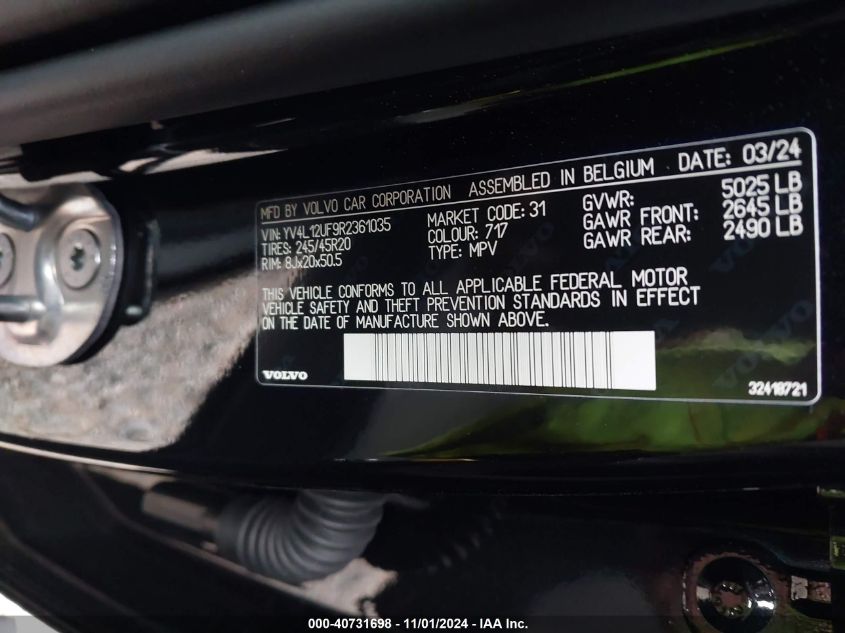 MFD BY VOLVO CAR CORPORATION ASSEMBLED IN BELGIUM DATE: 03/24
VIN: YV4L12UF9R2361035 MARKET CODE: 31 GVWR: 5025 LB
TIRES: 245/45R20 COLOUR: 717 GAWR FRONT: 2645 LB
RIM: 8Jx20x50.5 TYPE: MPV GAWR REAR: 2490 LB
THIS VEHICLE CONFORMS TO ALL APPLICABLE FEDERAL MOTOR
VEHICLE SAFETY AND THEFT PREVENTION STANDARDS IN EFFECT
ON THE DATE OF MANUFACTURE SHOWN ABOVE.
VOLVO 32418721
000-40731698 - 11/01/2024 - IAA Inc.